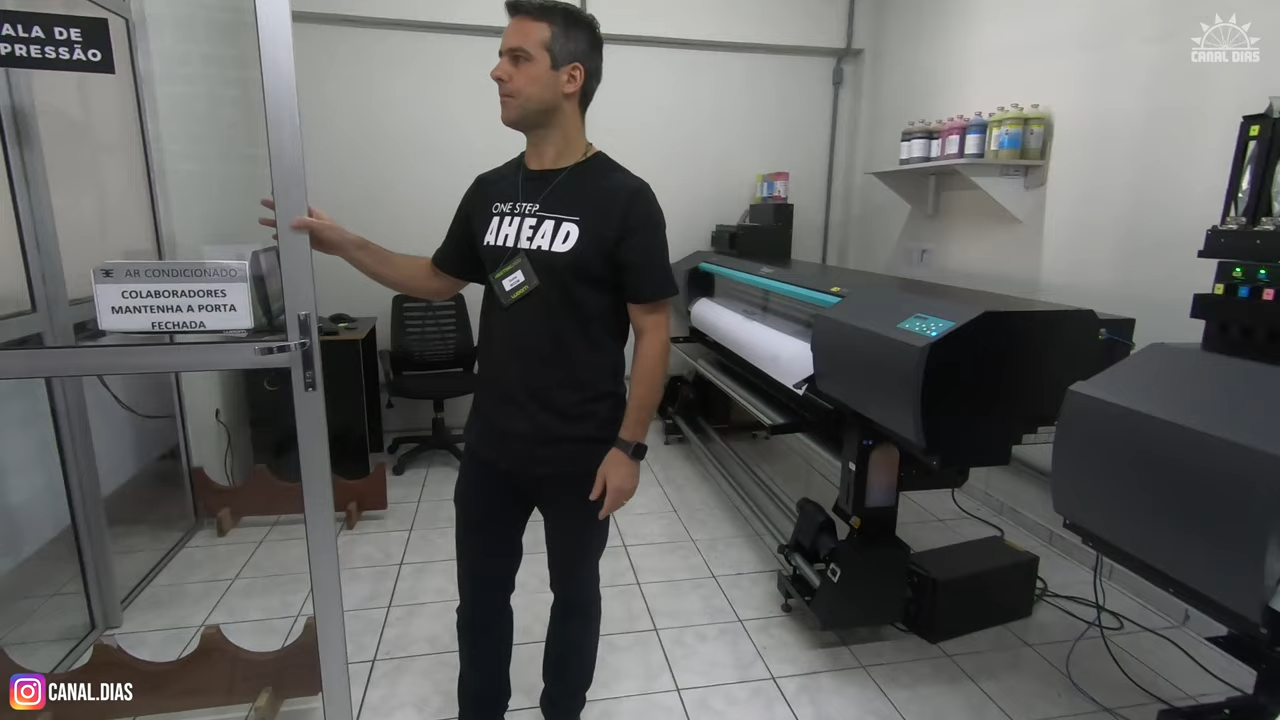 ALA DE
PRESSÃO
CANAL DIAS
ONE STEP
AHEAD
AR CONDICIONADO
COLABORADORES
MANTENHA A PORTA
FECHADA
CANAL.DIAS